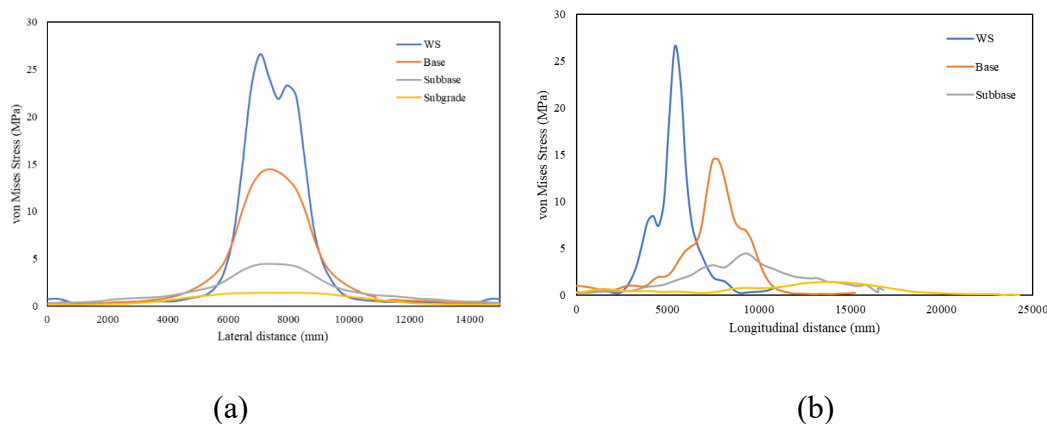 30
25
20
15
10
5
0
von Mises Stress (MPa)
WS
Base
Subbase
Subgrade
0 2000 4000 6000 8000 10000 12000 14000
Lateral distance (mm)
(a)
30
25
20
15
10
5
0
von Mises Stress (MPa)
WS
Base
Subbase
0 5000 10000 15000 20000 25000
Longitudinal distance (mm)
(b)